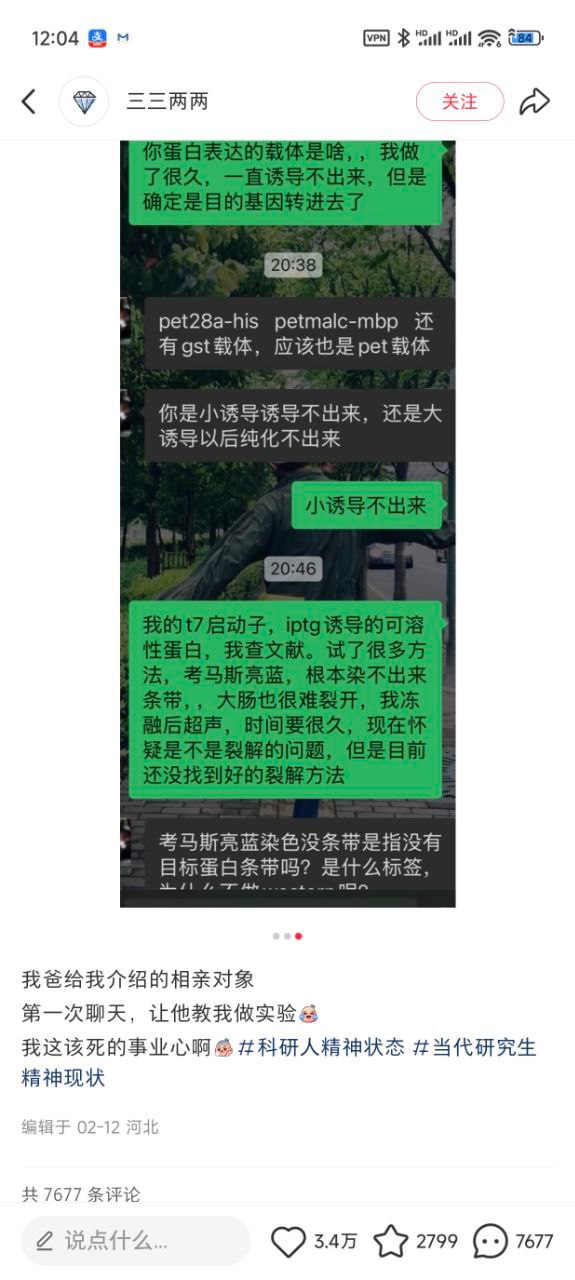 12:04
VPN HD HD 6 84
三三两两
关注
你蛋白表达的载体是啥,，我做
了很久，一直诱导不出来，但是
确定是目的基因转进去了
20:38
pet28a-his petmalc-mbp 还
有gst载体，应该也是pet载体
你是小诱导诱导不出来，还是大
诱导以后纯化不出来
小诱导不出来
20:46
我的t7启动子，iptg诱导的可溶
性蛋白，我查文献。试了很多方
法，考马斯亮蓝，根本染不出来
条带,，大肠也很难裂开，我冻
融后超声，时间要很久，现在怀
疑是不是裂解的问题，但是目前
还没找到好的裂解方法
考马斯亮蓝染色没条带是指没有
目标蛋白条带吗？是什么标签，
为什么不做western呢?
我爸给我介绍的相亲对象
第一次聊天，让他教我做实验
我这该死的事业心啊 #科研人精神状态 #当代研究生
精神现状
编辑于 02-12 河北
共 7677 条评论
说点什么... 3.4万 2799 7677